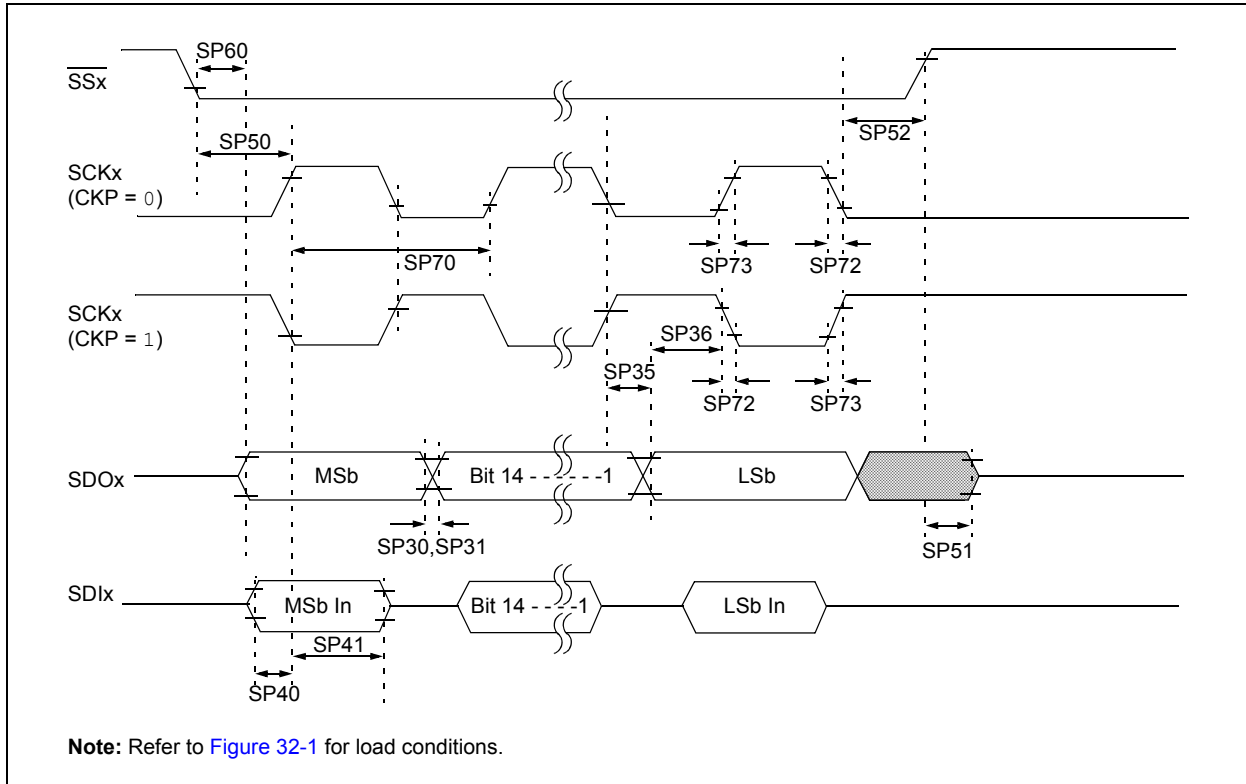 SP60
SSx
SP50
SP52
SCKx
(CKP = 0)
SP70
SP73
SP72
SCKx
(CKP = 1)
SP36
SP35
SP72
SP73
SDOx
MSb
Bit 14 - - - - - -1
LSb
SP30,SP31
SP51
SDIx
MSb In
Bit 14 - - - -1
LSb In
SP41
SP40
Note: Refer to Figure 32-1 for load conditions.